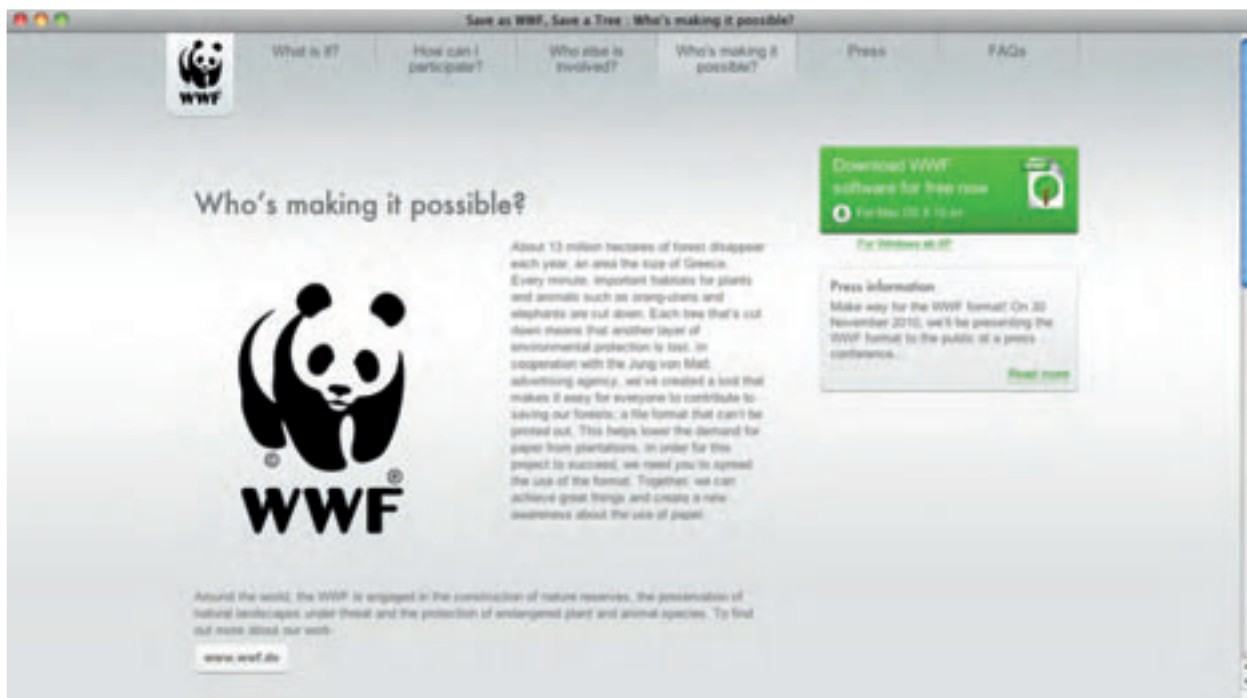 Save as WWF, Save a Tree : Who's making it possible?
WWF
What is it?
How can I
participate?
Who else is
involved?
Who's making it
possible?
Press
FAQs
Who's making it possible?
About 13 million hectares of forest disappear
each year, an area the size of Greece.
Every minute, important habitats for plants
and animals such as orang-utans and
elephants are cut down. Each tree that's cut
down means that another layer of
environmental protection is lost. In
cooperation with the Jung von Matt
advertising agency, we've created a tool that
makes it easy for everyone to contribute to
saving our forests; a file format that can't be
printed out. This helps lower the demand for
paper from plantations. In order for this
project to succeed, we need you to spread
the use of the format. Together, we can
achieve great things and create a new
awareness about the use of paper.
© ®
WWF
Around the world, the WWF is engaged in the construction of nature reserves, the preservation of
natural landscapes under threat and the protection of endangered plant and animal species. To find
out more about our work
www.wwf.de
Download WWF
software for free now
For Mac OS X
For Windows
Press information
Make way for the WWF format! On 30
November 2010, we'll be presenting the
WWF format to the public at a press
conference...
Read more